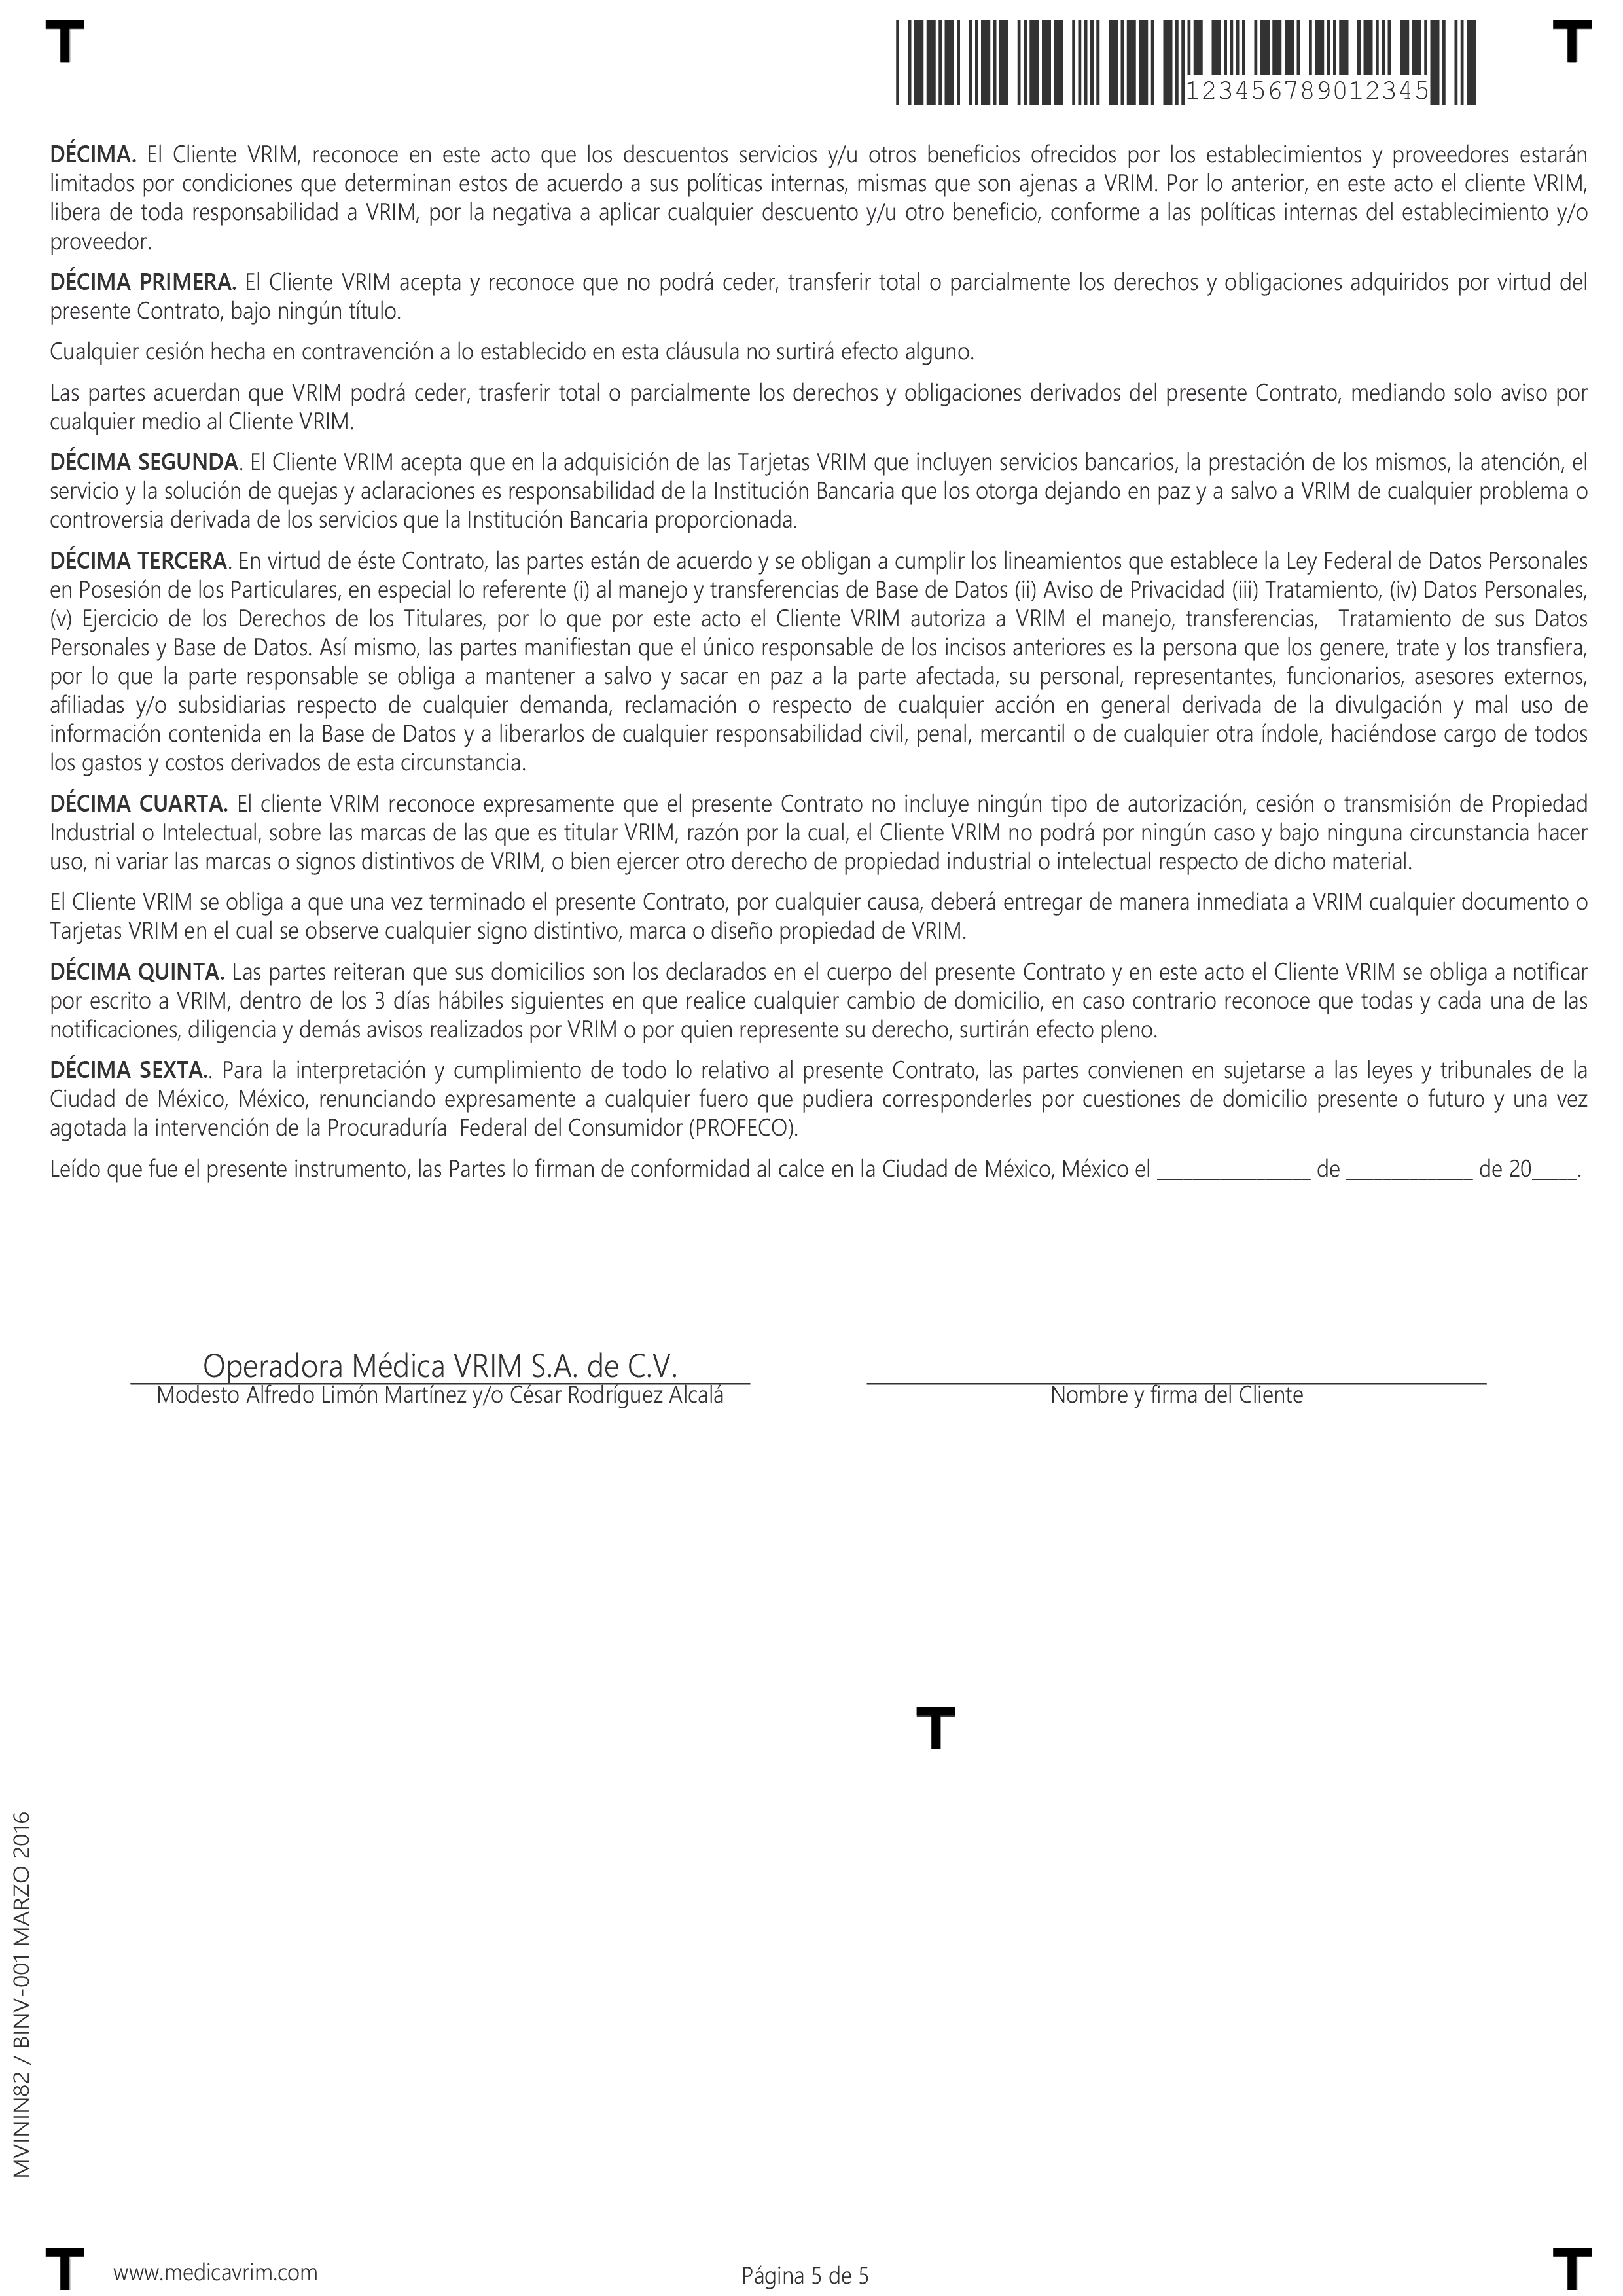 T
T
123456789012345
DÉCIMA. El Cliente VRIM, reconoce en este acto que los descuentos servicios y/u otros beneficios ofrecidos por los establecimientos y proveedores estarán
limitados por condiciones que determinan estos de acuerdo a sus políticas internas, mismas que son ajenas a VRIM. Por lo anterior, en este acto el cliente VRIM,
libera de toda responsabilidad a VRIM, por la negativa a aplicar cualquier descuento y/u otro beneficio, conforme a las políticas internas del establecimiento y/o
proveedor.
DÉCIMA PRIMERA. El Cliente VRIM acepta y reconoce que no podrá ceder, transferir total o parcialmente los derechos y obligaciones adquiridos por virtud del
presente Contrato, bajo ningún título.
Cualquier cesión hecha en contravención a lo establecido en esta cláusula no surtirá efecto alguno.
Las partes acuerdan que VRIM podrá ceder, trasferir total o parcialmente los derechos y obligaciones derivados del presente Contrato, mediando solo aviso por
cualquier medio al Cliente VRIM.
DÉCIMA SEGUNDA. El Cliente VRIM acepta que en la adquisición de las Tarjetas VRIM que incluyen servicios bancarios, la prestación de los mismos, la atención, el
servicio y la solución de quejas y aclaraciones es responsabilidad de la Institución Bancaria que los otorga dejando en paz y a salvo a VRIM de cualquier problema o
controversia derivada de los servicios que la Institución Bancaria proporcionada.
DÉCIMA TERCERA. En virtud de éste Contrato, las partes están de acuerdo y se obligan a cumplir los lineamientos que establece la Ley Federal de Datos Personales
en Posesión de los Particulares, en especial lo referente (i) al manejo y transferencias de Base de Datos (ii) Aviso de Privacidad (iii) Tratamiento, (iv) Datos Personales,
(v) Ejercicio de los Derechos de los Titulares, por lo que por este acto el Cliente VRIM autoriza a VRIM el manejo, transferencias, Tratamiento de sus Datos
Personales y Base de Datos. Así mismo, las partes manifiestan que el único responsable de los incisos anteriores es la persona que los genere, trate y los transfiera,
por lo que la parte responsable se obliga a mantener a salvo y sacar en paz a la parte afectada, su personal, representantes, funcionarios, asesores externos,
afiliadas y/o subsidiarias respecto de cualquier demanda, reclamación o respecto de cualquier acción en general derivada de la divulgación y mal uso de
información contenida en la Base de Datos y a liberarlos de cualquier responsabilidad civil, penal, mercantil o de cualquier otra índole, haciéndose cargo de todos
los gastos y costos derivados de esta circunstancia.
DÉCIMA CUARTA. El cliente VRIM reconoce expresamente que el presente Contrato no incluye ningún tipo de autorización, cesión o transmisión de Propiedad
Industrial o Intelectual, sobre las marcas de las que es titular VRIM, razón por la cual, el Cliente VRIM no podrá por ningún caso y bajo ninguna circunstancia hacer
uso, ni variar las marcas o signos distintivos de VRIM, o bien ejercer otro derecho de propiedad industrial o intelectual respecto de dicho material.
El Cliente VRIM se obliga a que una vez terminado el presente Contrato, por cualquier causa, deberá entregar de manera inmediata a VRIM cualquier documento o
Tarjetas VRIM en el cual se observe cualquier signo distintivo, marca o diseño propiedad de VRIM.
DÉCIMA QUINTA. Las partes reiteran que sus domicilios son los declarados en el cuerpo del presente Contrato y en este acto el Cliente VRIM se obliga a notificar
por escrito a VRIM, dentro de los 3 días hábiles siguientes en que realice cualquier cambio de domicilio, en caso contrario reconoce que todas y cada una de las
notificaciones, diligencia y demás avisos realizados por VRIM o por quien represente su derecho, surtirán efecto pleno.
DÉCIMA SEXTA.. Para la interpretación y cumplimiento de todo lo relativo al presente Contrato, las partes convienen en sujetarse a las leyes y tribunales de la
Ciudad de México, México, renunciando expresamente a cualquier fuero que pudiera corresponderles por cuestiones de domicilio presente o futuro y una vez
agotada la intervención de la Procuraduría Federal del Consumidor (PROFECO).
Leído que fue el presente instrumento, las Partes lo firman de conformidad al calce en la Ciudad de México, México el ____________ de __________ de 20____.
Operadora Médica VRIM S.A. de C.V.
Modesto Alfredo Limón Martínez y/o César Rodríguez Alcalá
Nombre y firma del Cliente
T
MVININ82 / BINV-001 MARZO 2016
T
www.medicavrim.com
Página 5 de 5
T